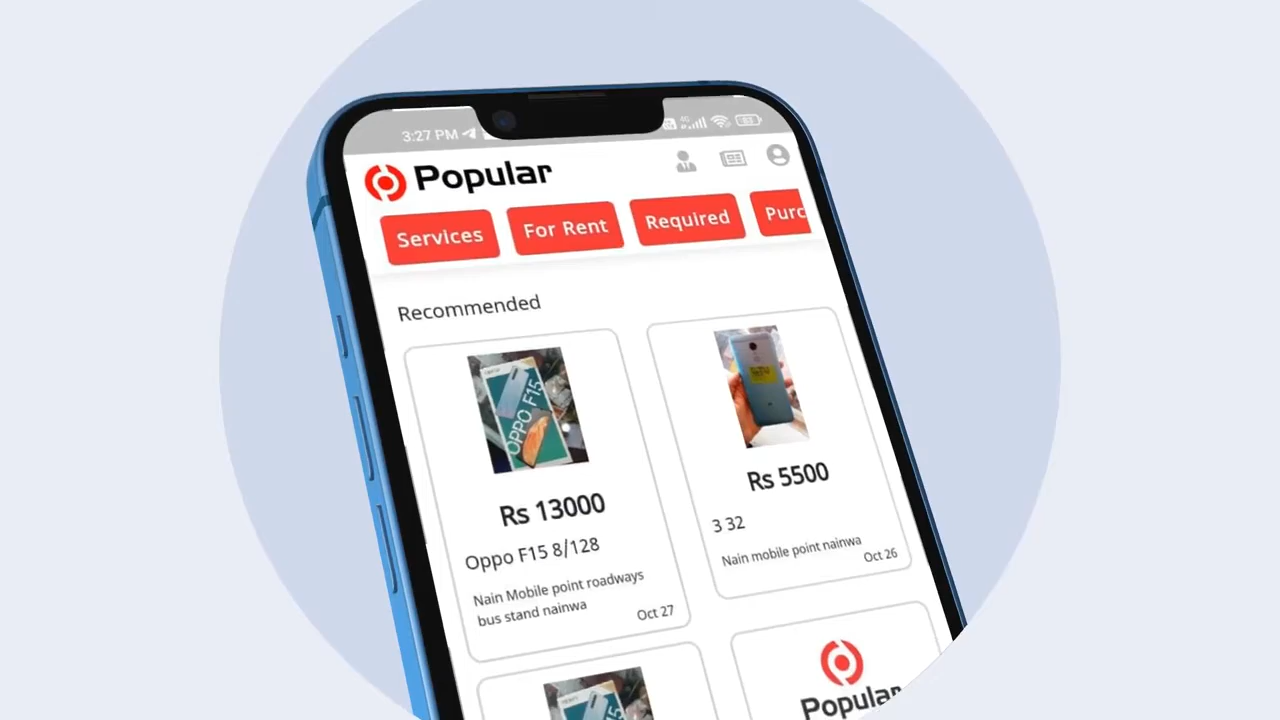 3:27 PM
Popular
Services
For Rent
Required
Purc
Recommended
OPPO F15
Rs 13000
Oppo F15 8/128
Nain Mobile point roadways
bus stand nainwa
Oct 27
Rs 5500
3 32
Nain mobile point nainwa
Oct 26
Popular